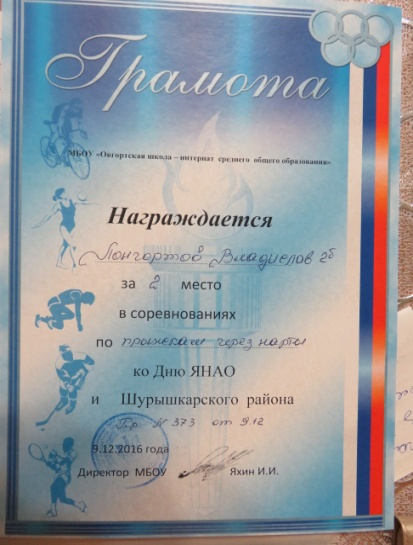 Грамота
МБОУ «Овгортская школа – интернат среднего общего образования»
Награждается
Лонгортов Владислав 2б
за 2 место
в соревнованиях
по прыжкам через нарты
ко Дню ЯНАО
и Шурышкарского района
Пр. № 373 от 9.12
9.12.2016 года
Директор МБОУ Яхин И.И.